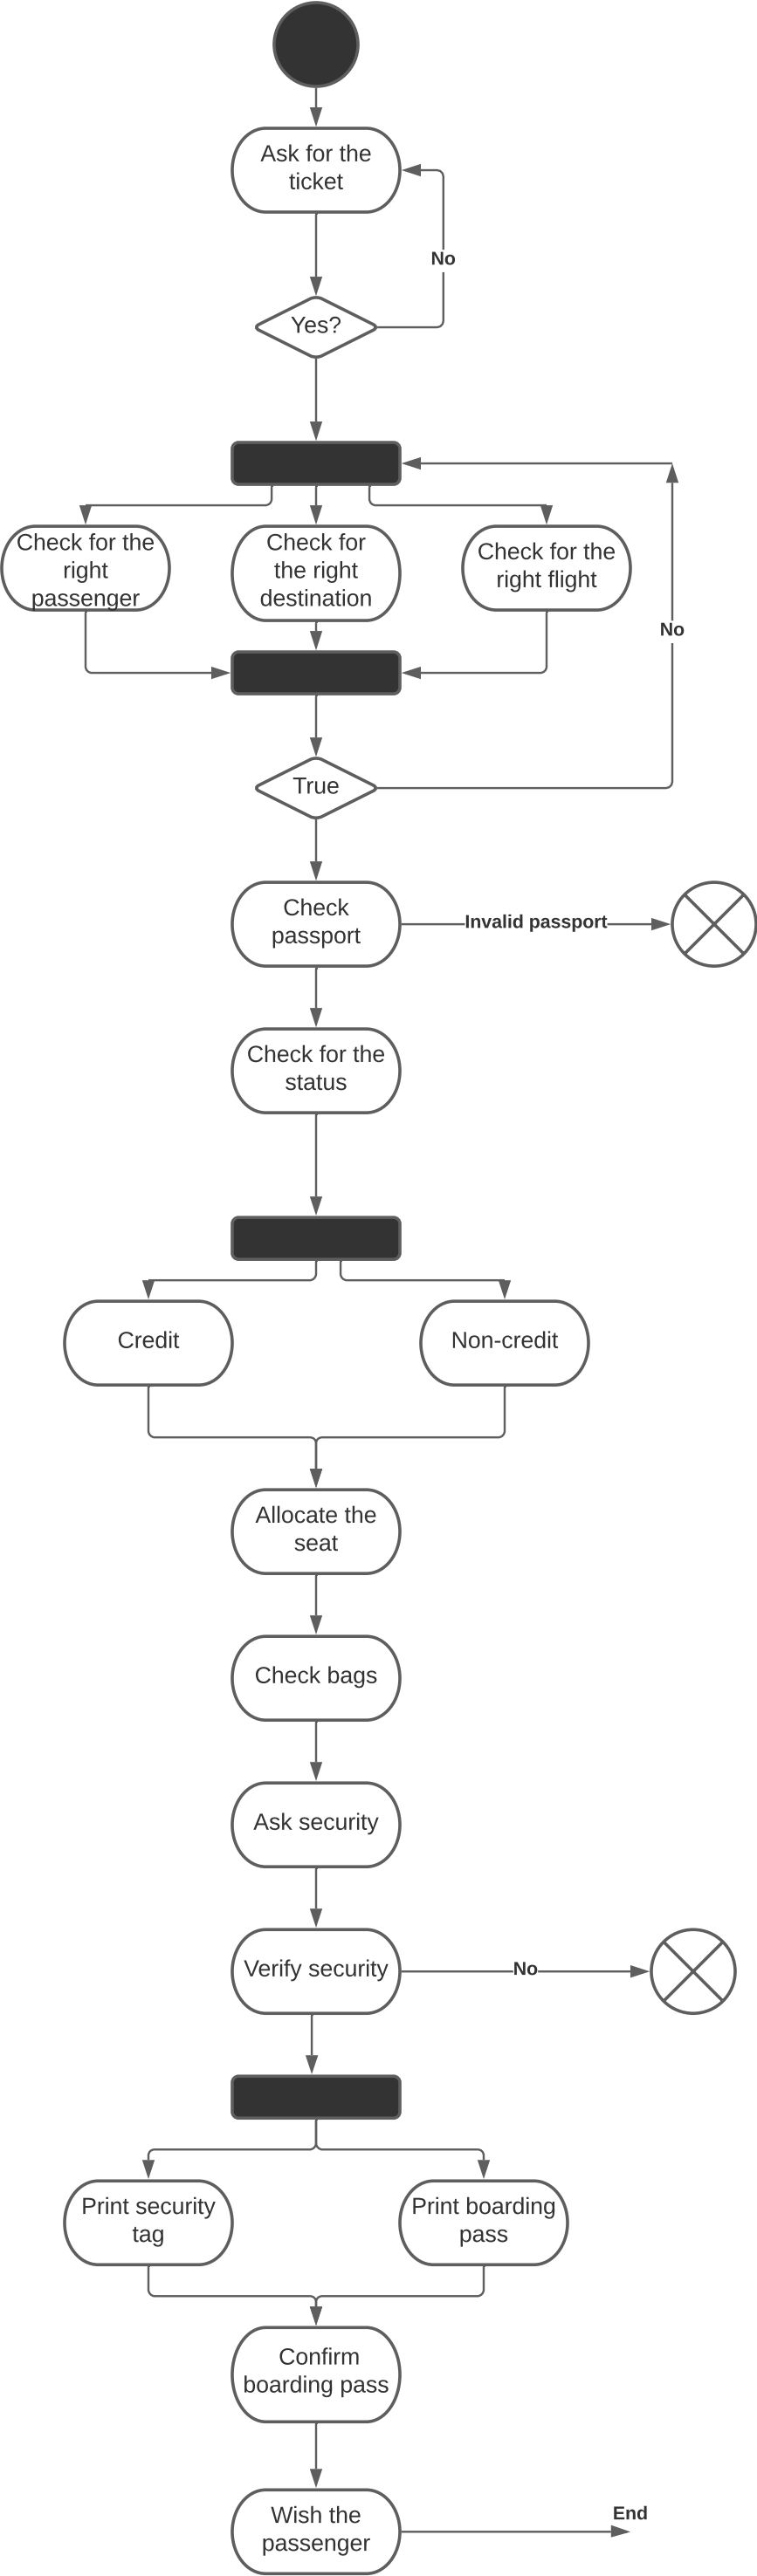 Ask for the
ticket
No
Yes?
Check for the
right
passenger
Check for
the right
destination
Check for the
right flight
No
True
Check
passport
Invalid passport
Check for the
status
Credit
Non-credit
Allocate the
seat
Check bags
Ask security
Verify security
No
Print security
tag
Print boarding
pass
Confirm
boarding pass
Wish the
passenger
End